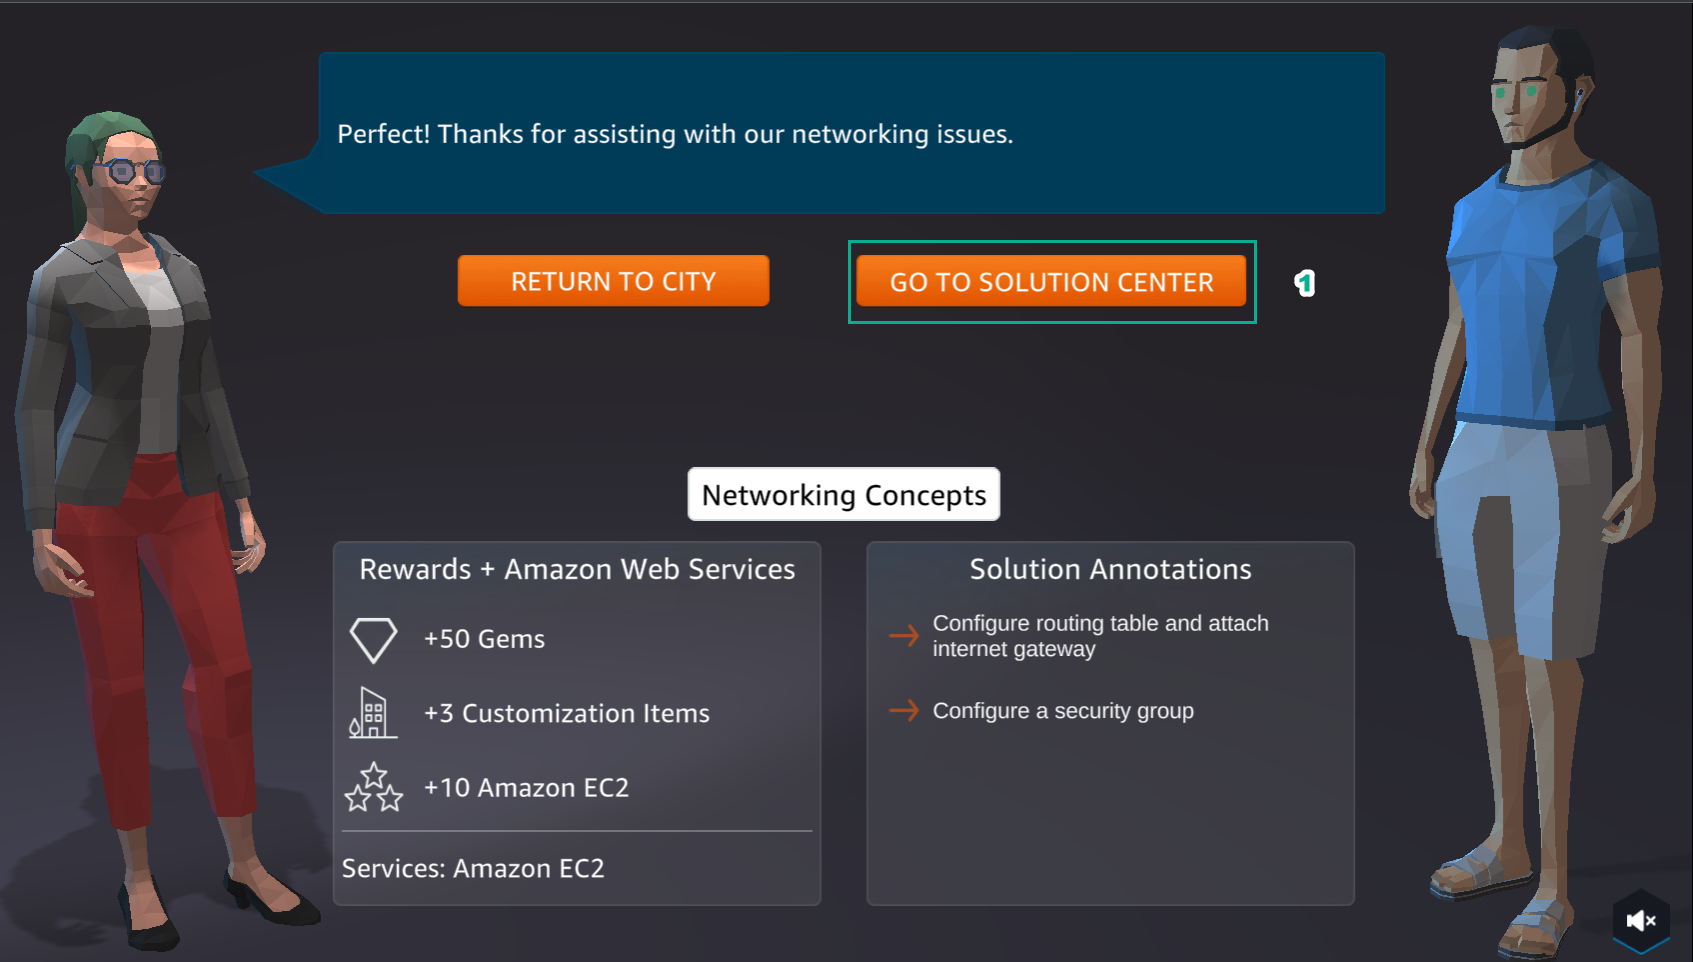 Perfect! Thanks for assisting with our networking issues.
RETURN TO CITY
GO TO SOLUTION CENTER
1
Networking Concepts
Rewards + Amazon Web Services
+50 Gems
+3 Customization Items
+10 Amazon EC2
Services: Amazon EC2
Solution Annotations
Configure routing table and attach
internet gateway
Configure a security group